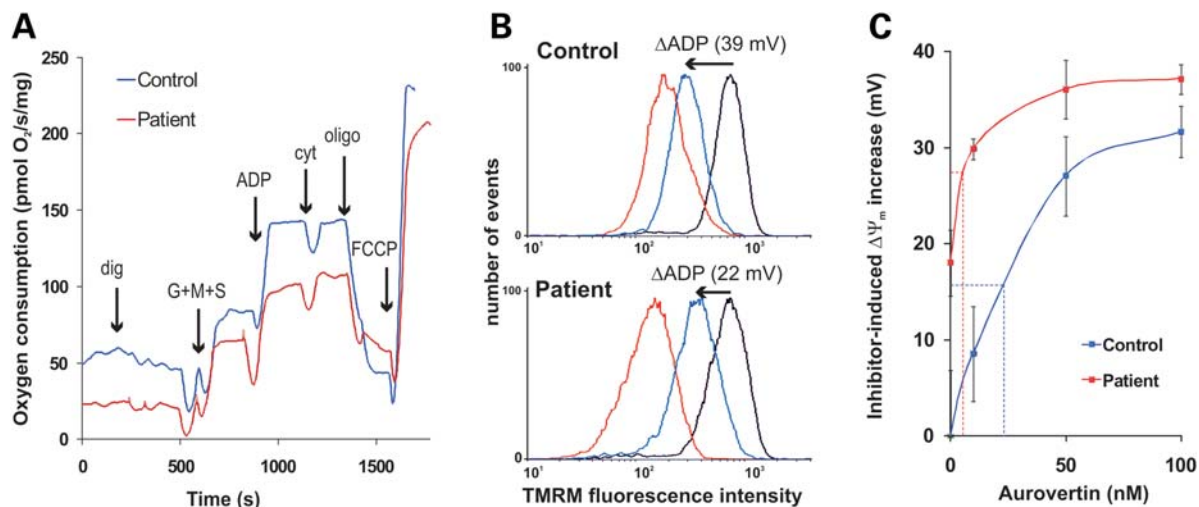 A
Oxygen consumption (pmol O₂/s/mg)
250
200
150
100
50
0
Control
Patient
dig
G+M+S
ADP
cyt
oligo
FCCP
0 500 1000 1500
Time (s)
B
number of events
Control
ΔADP (39 mV)
100
0
10¹ 10² 10³
Patient
ΔADP (22 mV)
100
0
10¹ 10² 10³
TMRM fluorescence intensity
C
Inhibitor-induced ΔΨm increase (mV)
40
30
20
10
0
Control
Patient
0 50 100
Aurovertin (nM)